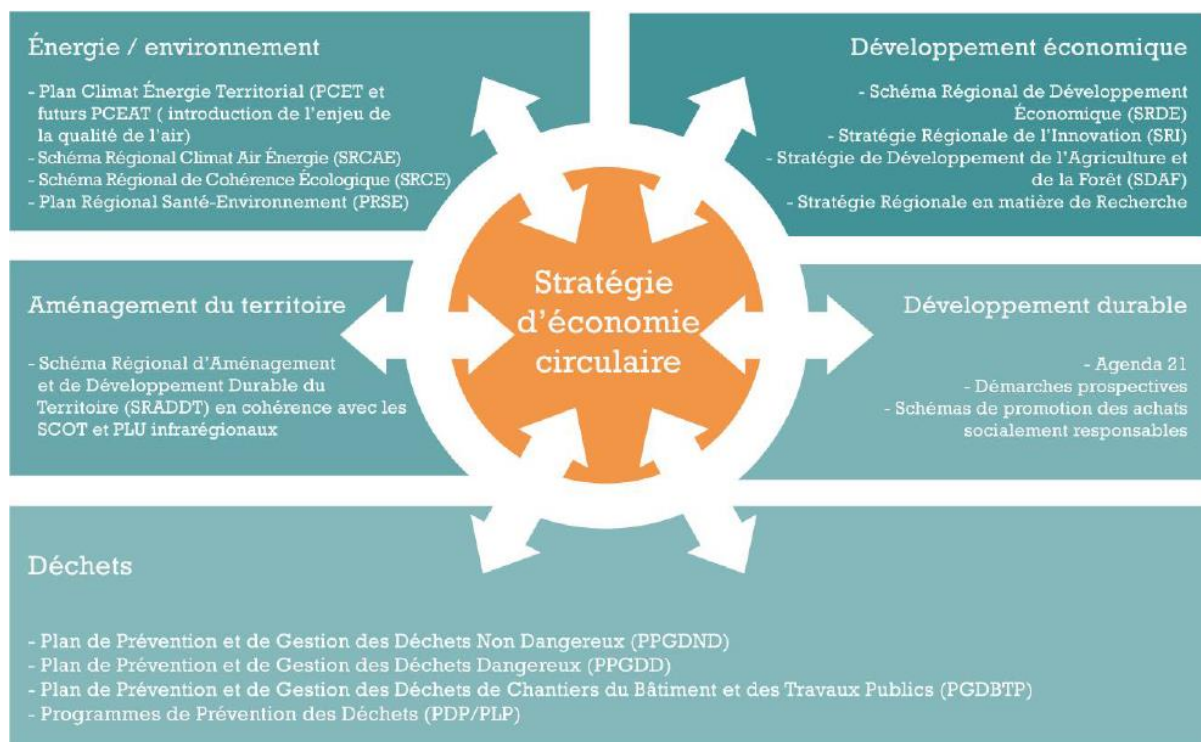 Énergie / environnement
- Plan Climat Énergie Territorial (PCET et
futurs PCEAT ( introduction de l'enjeu de
la qualité de l'air)
- Schéma Régional Climat Air Énergie (SRCAE)
- Schéma Régional de Cohérence Écologique (SRCE)
- Plan Régional Santé-Environnement (PRSE)
Développement économique
- Schéma Régional de Développement
Économique (SRDE)
- Stratégie Régionale de l'Innovation (SRI)
- Stratégie de Développement de l'Agriculture et
de la Forêt (SDAF)
- Stratégie Régionale en matière de Recherche
Stratégie
d'économie
circulaire
Aménagement du territoire
- Schéma Régional d'Aménagement
et de Développement Durable du
Territoire (SRADDT) en cohérence avec les
SCOT et PLU infrarégionaux
Développement durable
- Agenda 21
- Démarches prospectives
- Schémas de promotion des achats
socialement responsables
Déchets
- Plan de Prévention et de Gestion des Déchets Non Dangereux (PPGDND)
- Plan de Prévention et de Gestion des Déchets Dangereux (PPGDD)
- Plan de Prévention et de Gestion des Déchets de Chantiers du Bâtiment et des Travaux Publics (PGDBTP)
- Programmes de Prévention des Déchets (PDP/PLP)